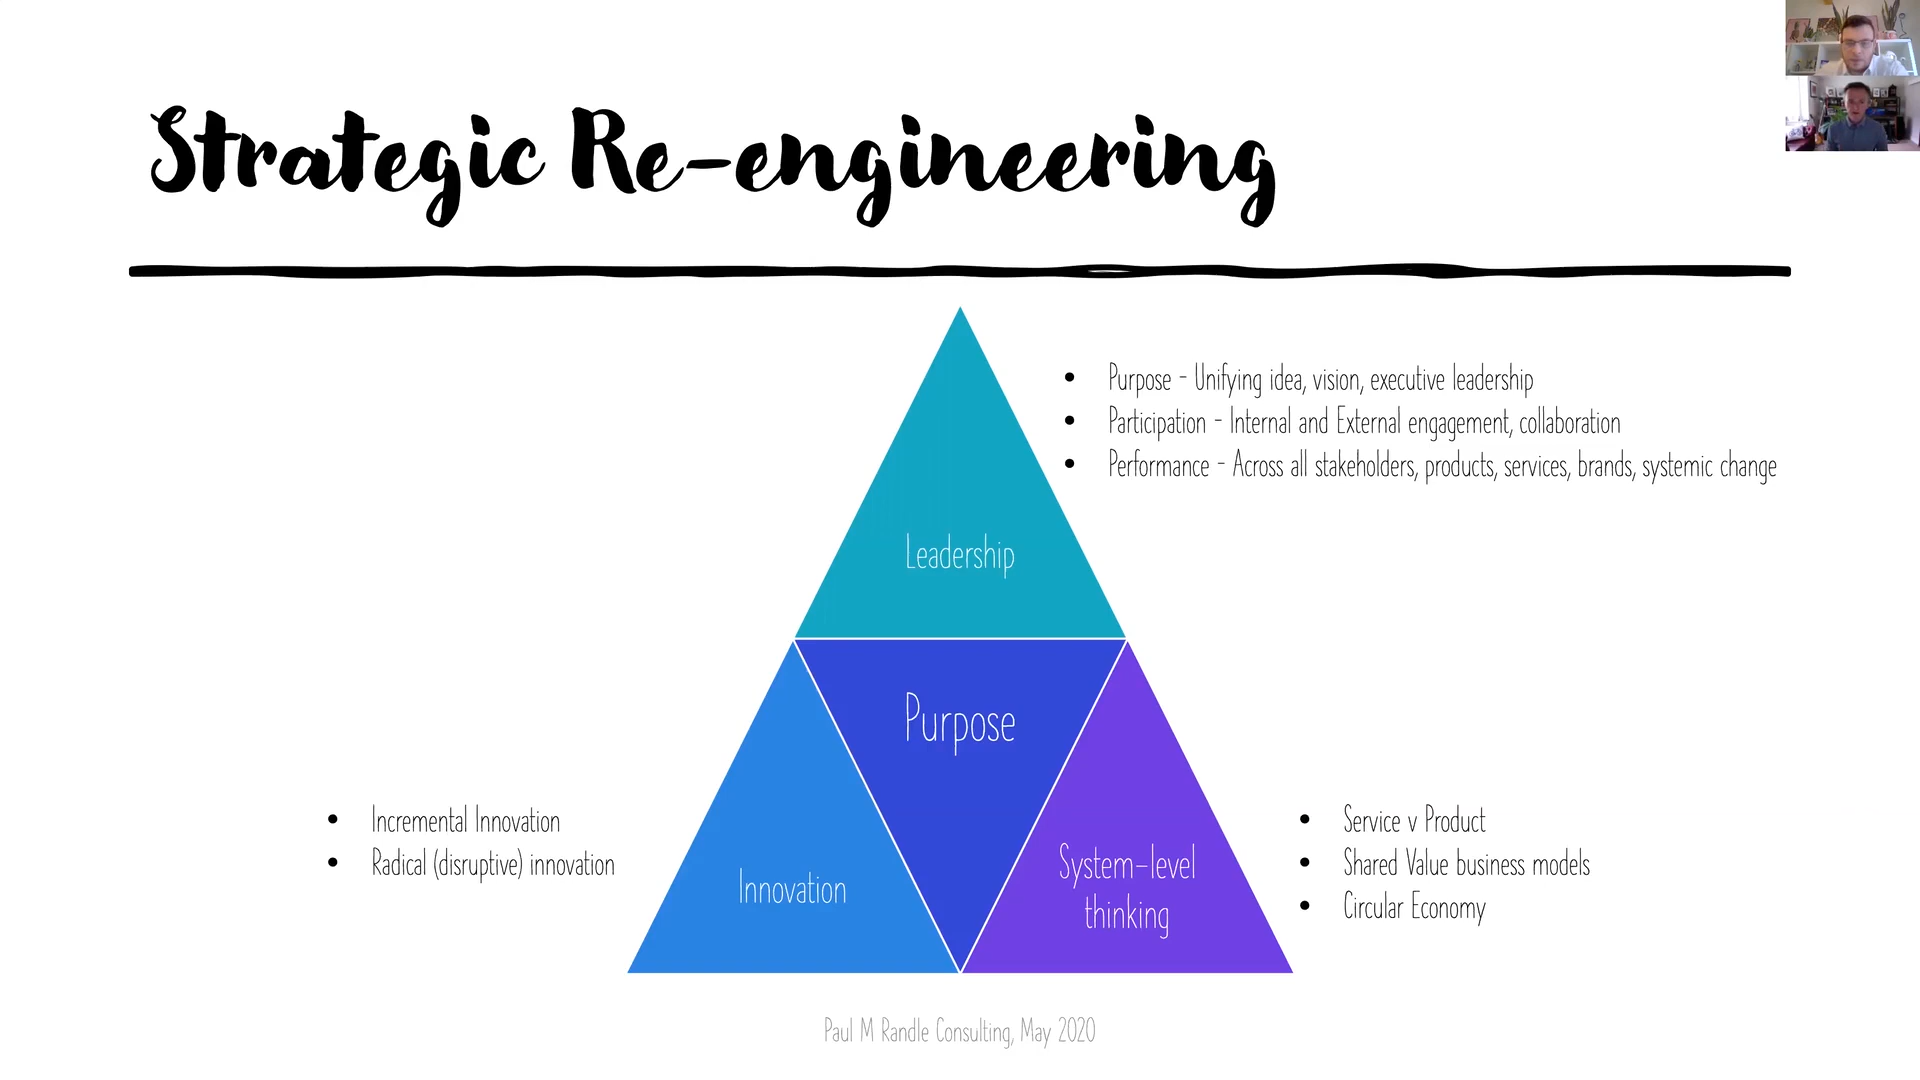 Strategic Re-engineering
• Purpose - Unifying idea, vision, executive leadership
• Participation - Internal and External engagement, collaboration
• Performance - Across all stakeholders, products, services, brands, systemic change
Leadership
Purpose
• Incremental Innovation
• Radical (disruptive) innovation
Innovation
System-level
thinking
• Service v Product
• Shared Value business models
• Circular Economy
Paul M Randle Consulting, May 2020